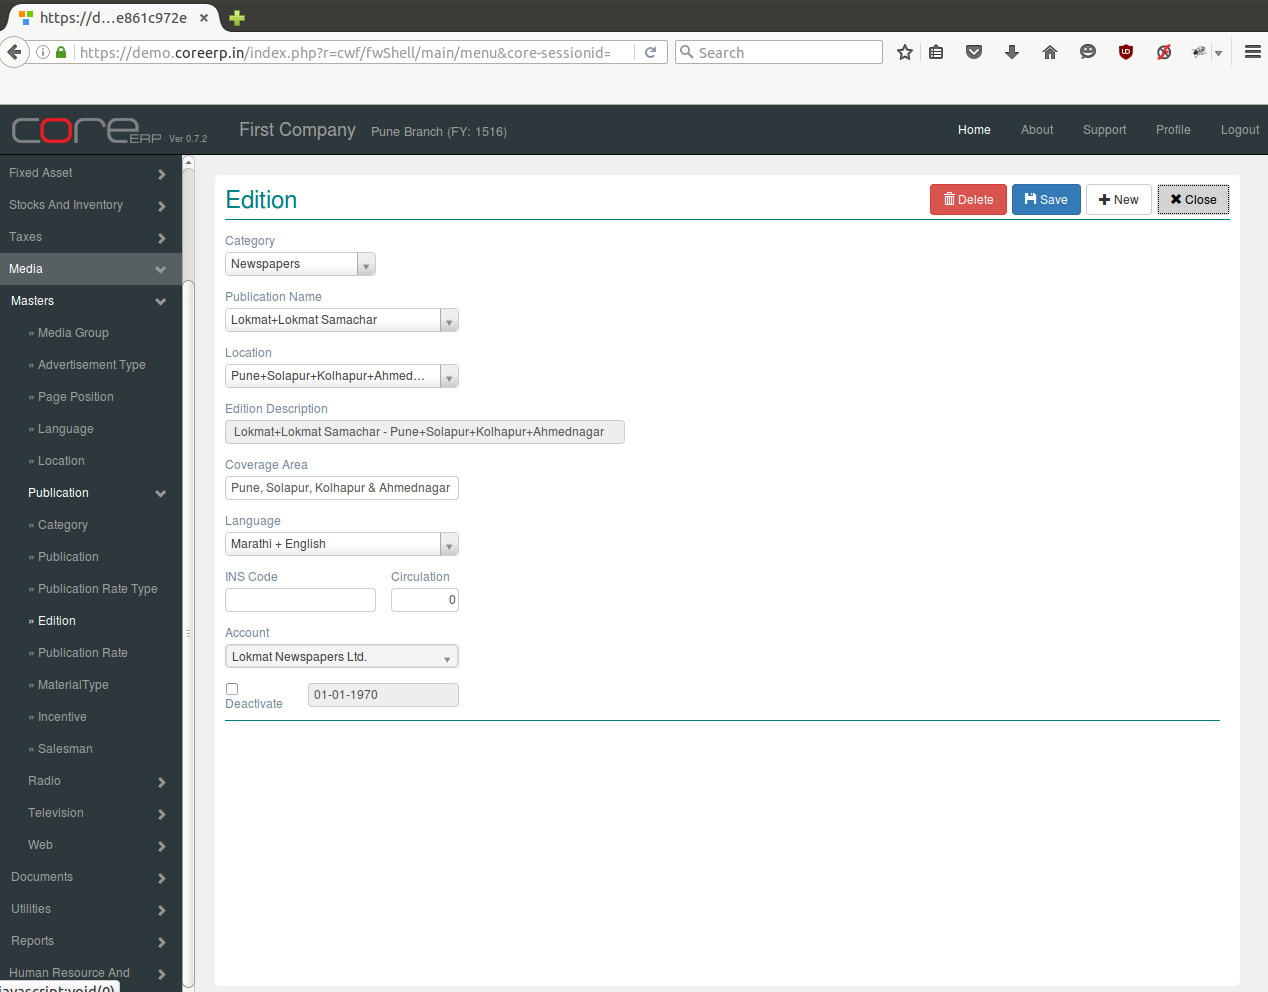 https://d...e861c972e
https://demo.coreerp.in/index.php?r=cwf/fwShell/main/menu&core-sessionid=
Search
core ERP Ver 0.7.2
First Company Pune Branch (FY: 1516)
Home About Support Profile Logout
Fixed Asset
Stocks And Inventory
Taxes
Media
Masters
» Media Group
» Advertisement Type
» Page Position
» Language
» Location
Publication
» Category
» Publication
» Publication Rate Type
» Edition
» Publication Rate
» MaterialType
» Incentive
» Salesman
Radio
Television
Web
Documents
Utilities
Reports
Human Resource And
javascript:void(0)
Edition
Delete Save New Close
Category
Newspapers
Publication Name
Lokmat+Lokmat Samachar
Location
Pune+Solapur+Kolhapur+Ahmed...
Edition Description
Lokmat+Lokmat Samachar - Pune+Solapur+Kolhapur+Ahmednagar
Coverage Area
Pune, Solapur, Kolhapur & Ahmednagar
Language
Marathi + English
INS Code Circulation
0
Account
Lokmat Newspapers Ltd.
Deactivate 01-01-1970